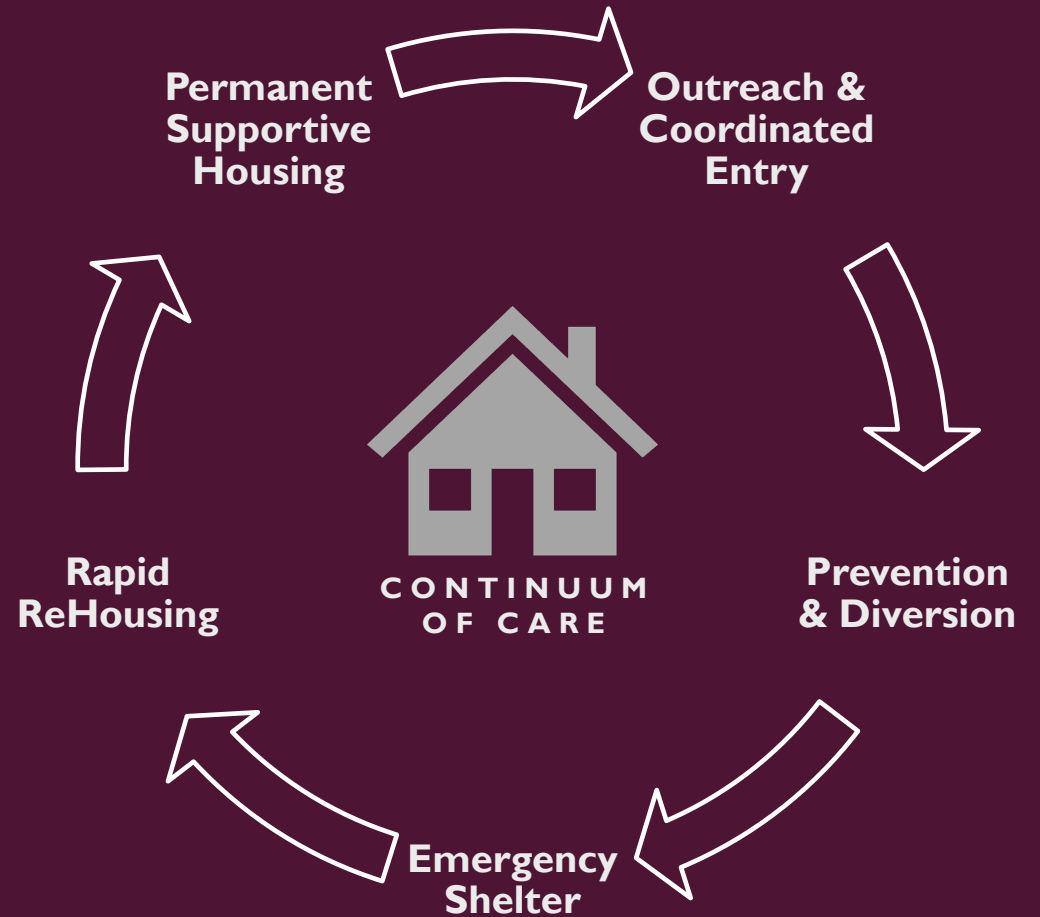 Permanent
Supportive
Housing
Outreach &
Coordinated
Entry
Rapid
ReHousing
CONTINUUM
OF CARE
Prevention
& Diversion
Emergency
Shelter